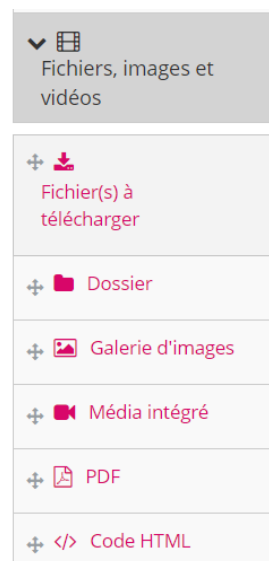 Fichiers, images et
vidéos
Fichier(s) à
télécharger
Dossier
Galerie d'images
Média intégré
PDF
Code HTML